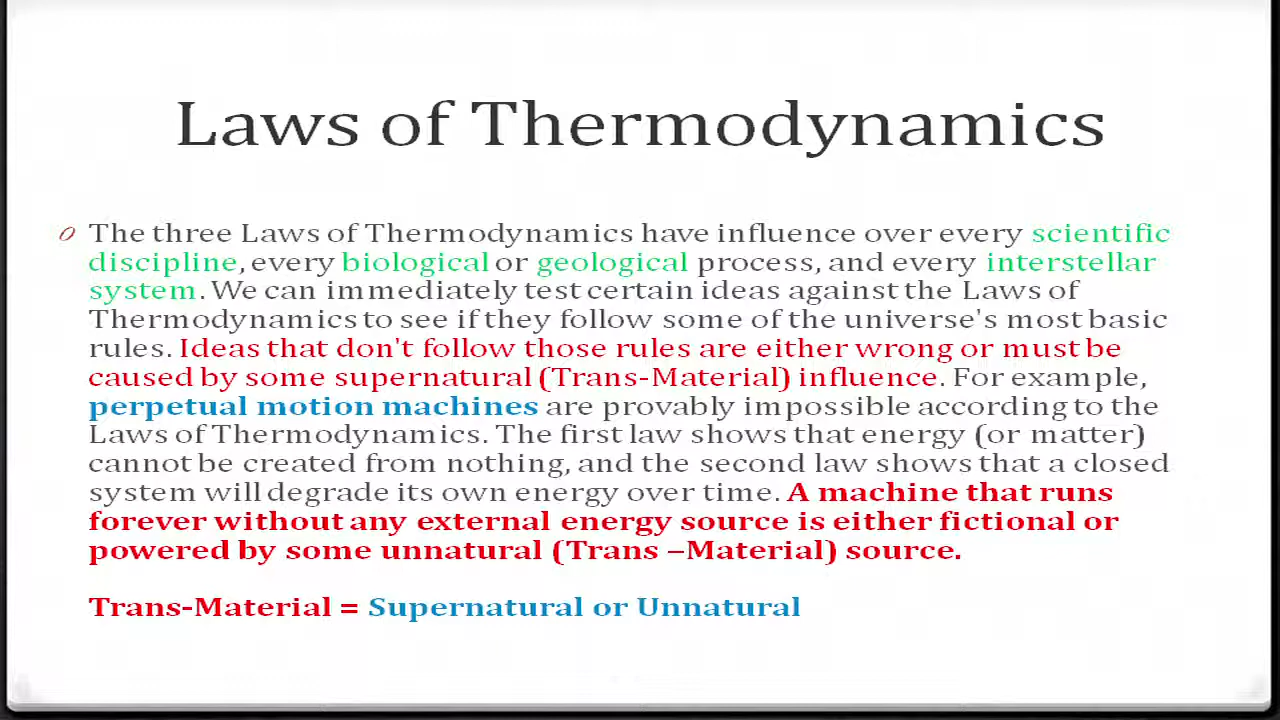 Laws of Thermodynamics
The three Laws of Thermodynamics have influence over every scientific
discipline, every biological or geological process, and every interstellar
system. We can immediately test certain ideas against the Laws of
Thermodynamics to see if they follow some of the universe's most basic
rules. Ideas that don't follow those rules are either wrong or must be
caused by some supernatural (Trans-Material) influence. For example,
perpetual motion machines are provably impossible according to the
Laws of Thermodynamics. The first law shows that energy (or matter)
cannot be created from nothing, and the second law shows that a closed
system will degrade its own energy over time. A machine that runs
forever without any external energy source is either fictional or
powered by some unnatural (Trans –Material) source.
Trans-Material = Supernatural or Unnatural